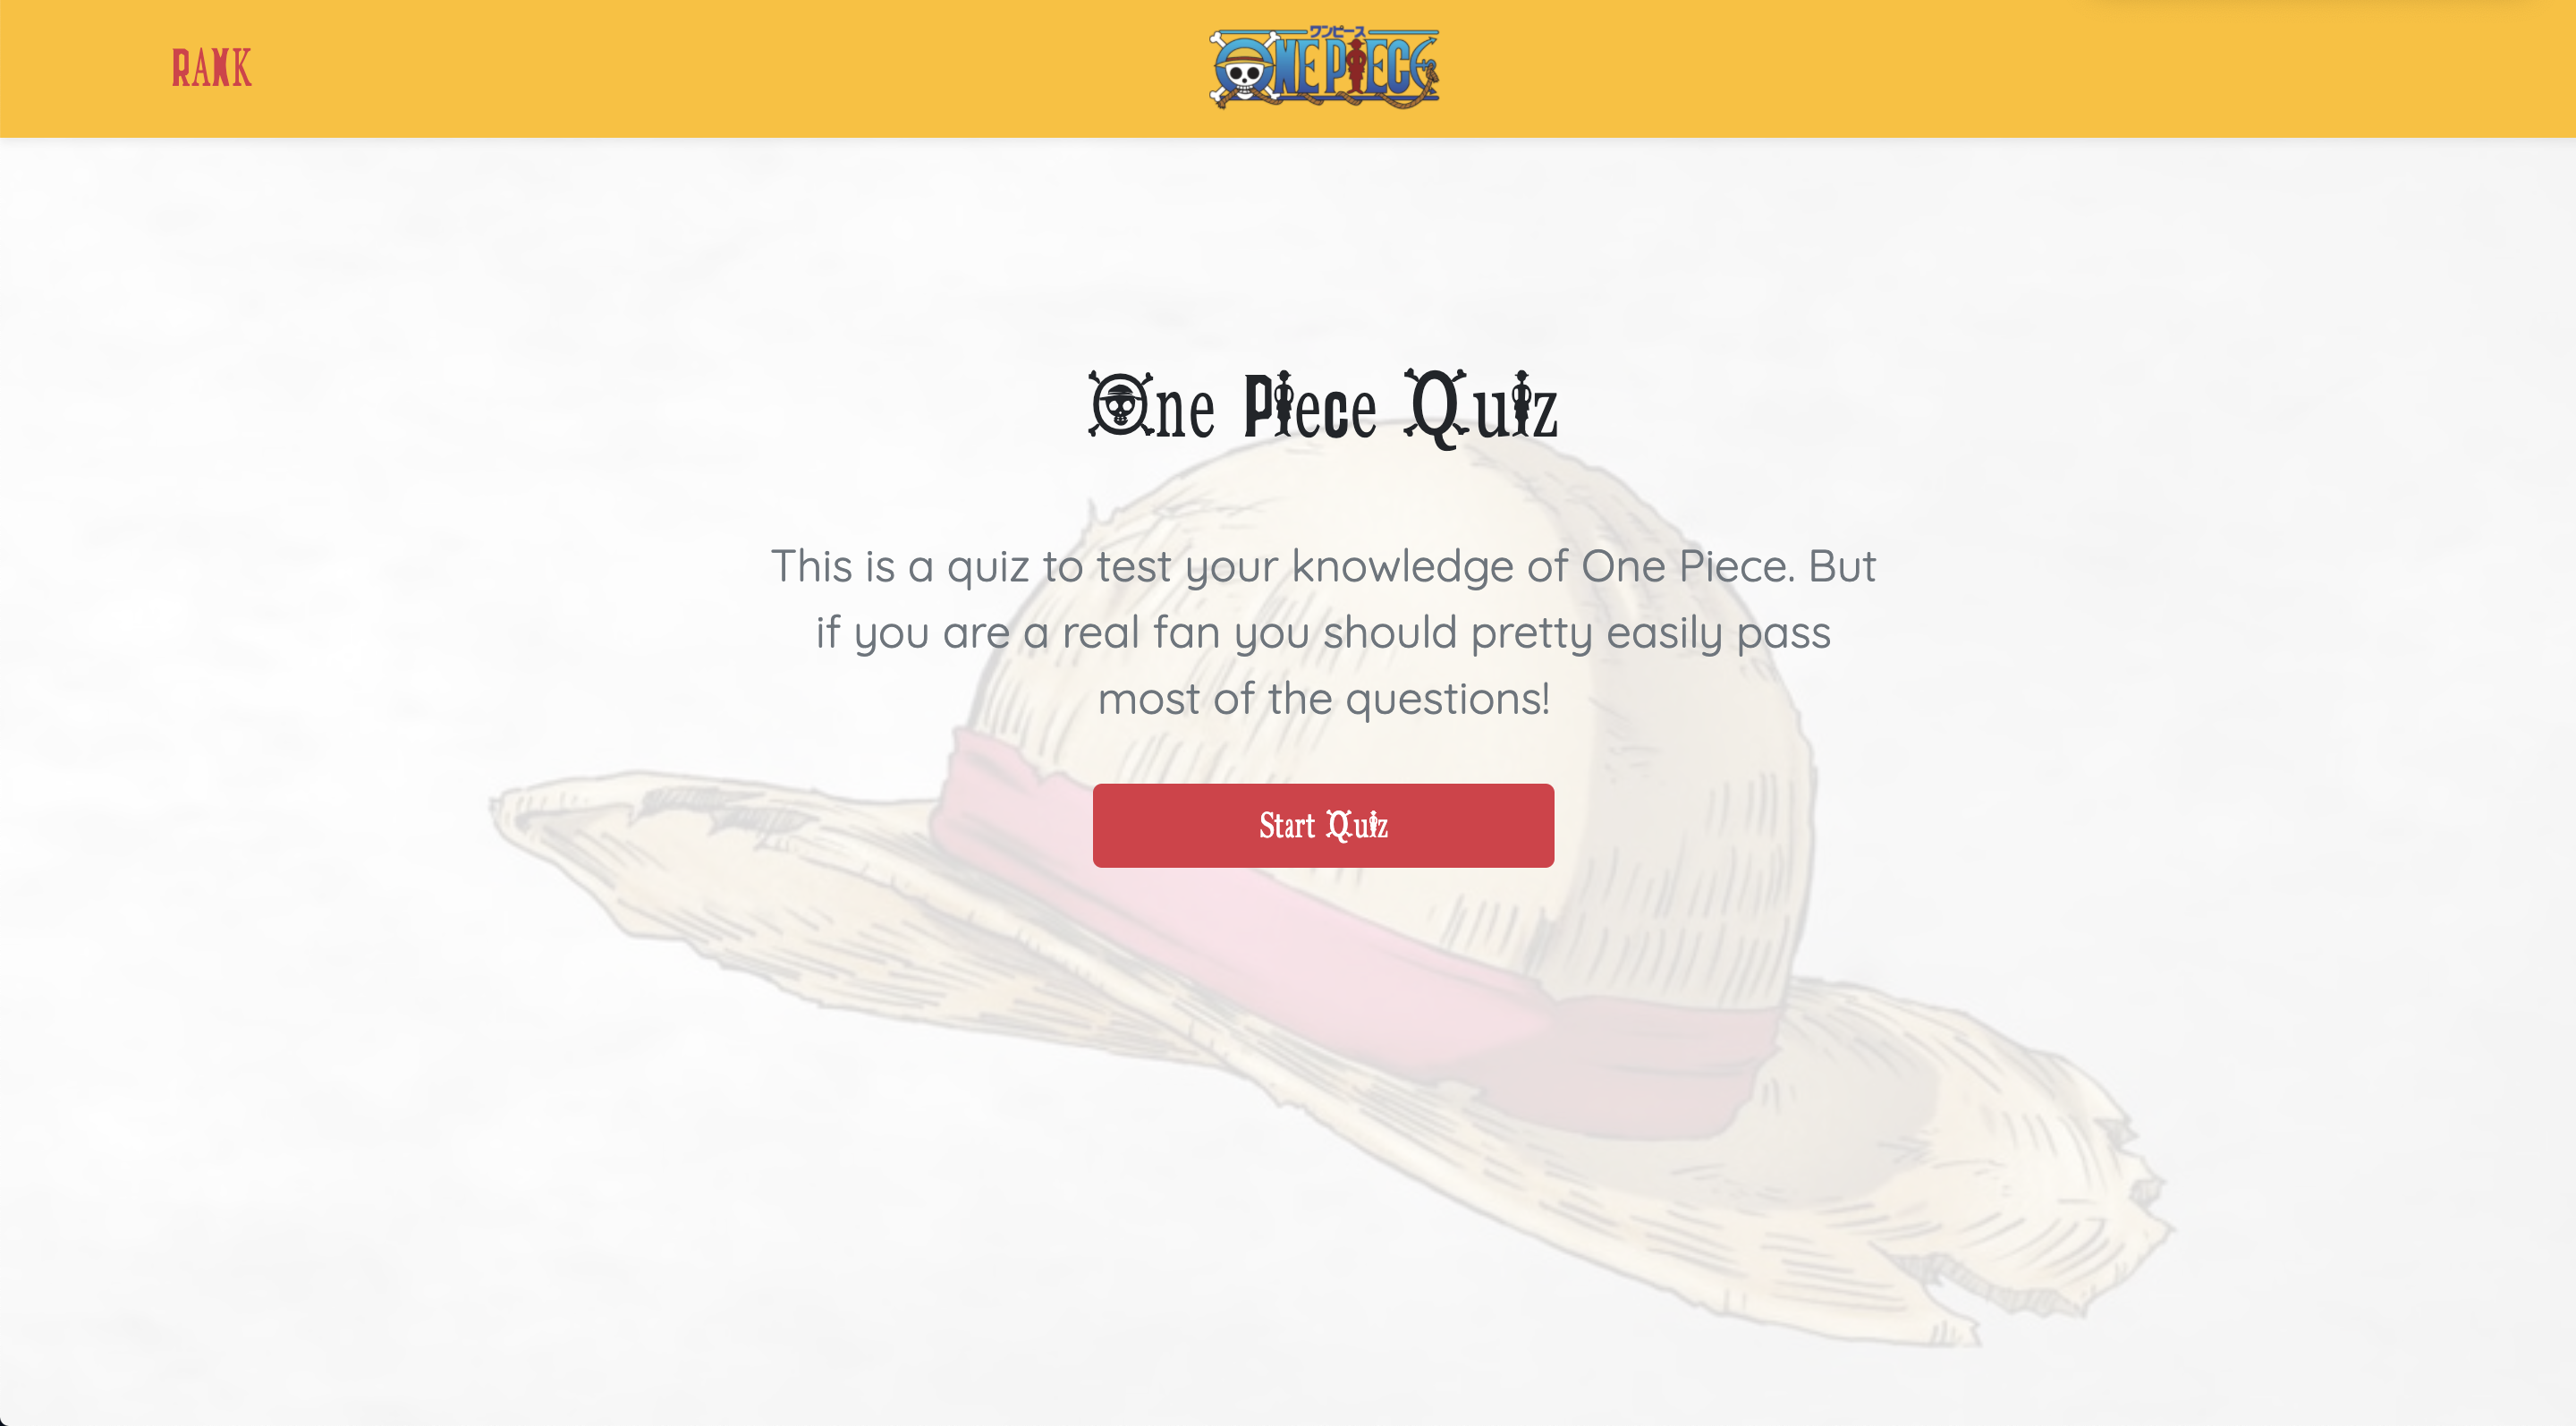 RANK
ワンピース
ONE PIECE
One Piece Quiz
This is a quiz to test your knowledge of One Piece. But
if you are a real fan you should pretty easily pass
most of the questions!
Start Quiz